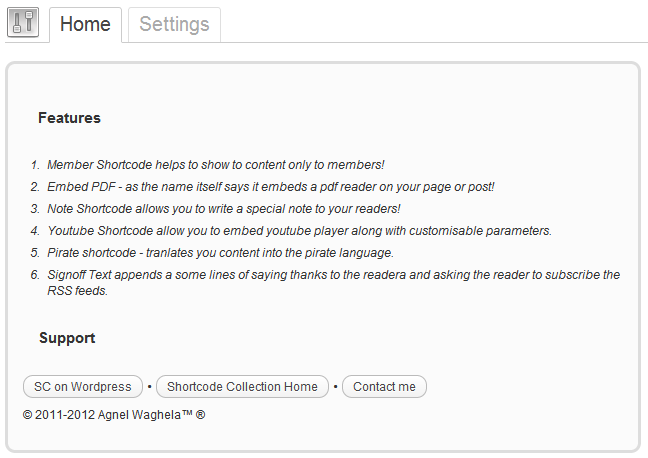 Home Settings
Features
1. Member Shortcode helps to show to content only to members!
2. Embed PDF - as the name itself says it embeds a pdf reader on your page or post!
3. Note Shortcode allows you to write a special note to your readers!
4. Youtube Shortcode allow you to embed youtube player along with customisable parameters.
5. Pirate shortcode - tranlates you content into the pirate language.
6. Signoff Text appends a some lines of saying thanks to the readera and asking the reader to subscribe the
RSS feeds.
Support
SC on Wordpress • Shortcode Collection Home • Contact me
© 2011-2012 Agnel Waghela™ ®